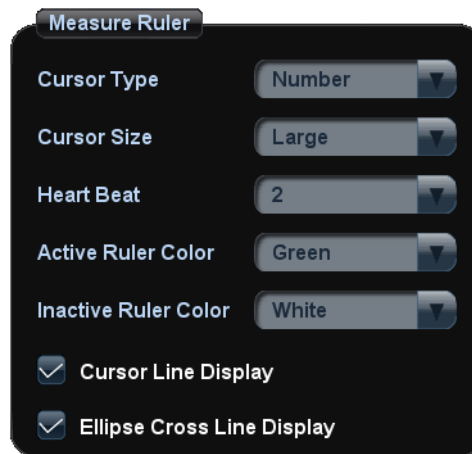 Measure Ruler
Cursor Type Number
Cursor Size Large
Heart Beat 2
Active Ruler Color Green
Inactive Ruler Color White
Cursor Line Display
Ellipse Cross Line Display